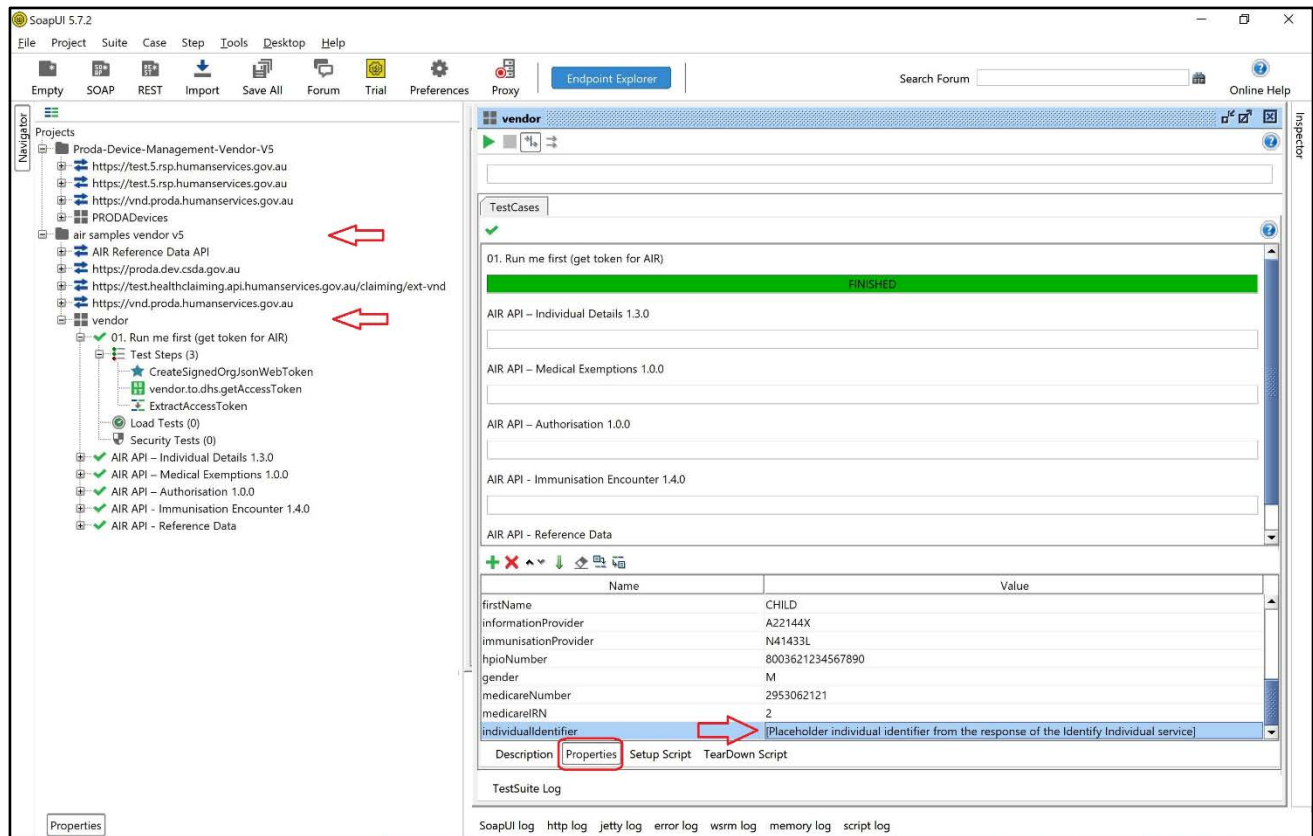 SoapUI 5.7.2
File Project Suite Case Step Tools Desktop Help
Empty SOAP REST Import Save All Forum Trial Preferences Proxy Endpoint Explorer Search Forum Online Help
Navigator
Projects
Proda-Device-Management-Vendor-V5
https://test.5.rsp.humanservices.gov.au
https://test.5.rsp.humanservices.gov.au
https://vnd.proda.humanservices.gov.au
PRODADevices
air samples vendor v5
AIR Reference Data API
https://proda.dev.csda.gov.au
https://test.healthclaiming.api.humanservices.gov.au/claiming/ext-vnd
https://vnd.proda.humanservices.gov.au
vendor
01. Run me first (get token for AIR)
Test Steps (3)
CreateSignedOrgJsonWebToken
vendor.to.dhs.getAccessToken
ExtractAccessToken
Load Tests (0)
Security Tests (0)
AIR API – Individual Details 1.3.0
AIR API – Medical Exemptions 1.0.0
AIR API – Authorisation 1.0.0
AIR API - Immunisation Encounter 1.4.0
AIR API - Reference Data
Properties
vendor
TestCases
01. Run me first (get token for AIR)
FINISHED
AIR API – Individual Details 1.3.0
AIR API – Medical Exemptions 1.0.0
AIR API – Authorisation 1.0.0
AIR API - Immunisation Encounter 1.4.0
AIR API - Reference Data
Name Value
firstName CHILD
informationProvider A22144X
immunisationProvider N41433L
hpioNumber 8003621234567890
gender M
medicareNumber 2953062121
medicareIRN 2
individualIdentifier [Placeholder individual identifier from the response of the Identify Individual service]
Description Properties Setup Script TearDown Script
TestSuite Log
SoapUI log http log jetty log error log wsrm log memory log script log
Inspector